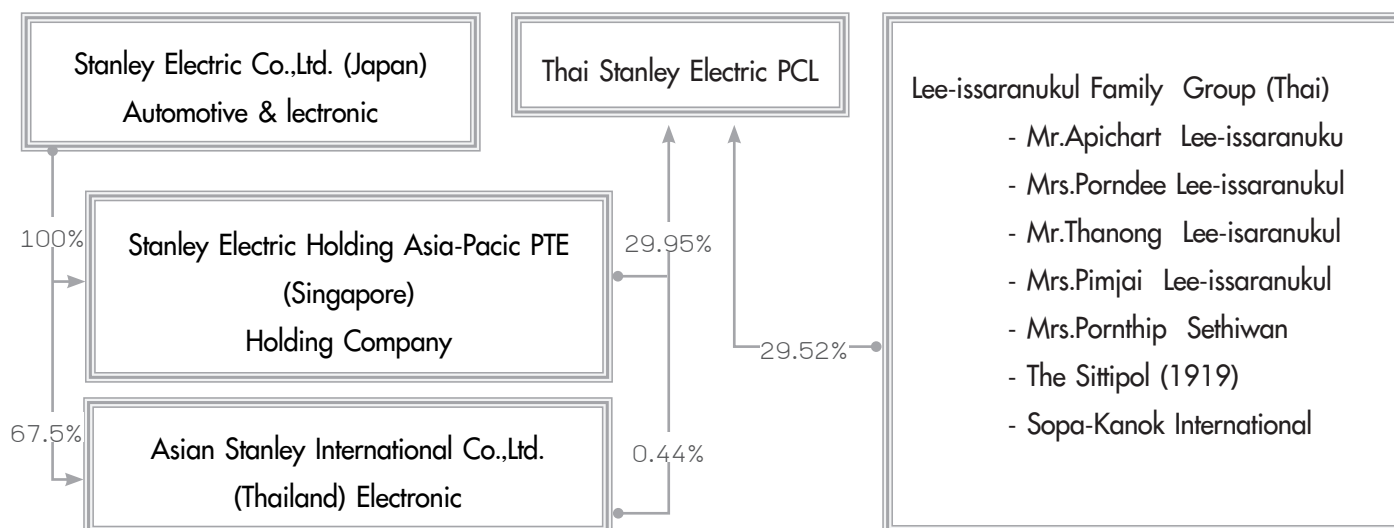 Stanley Electric Co.,Ltd. (Japan)
Automotive & lectronic
Thai Stanley Electric PCL
Lee-issaranukul Family Group (Thai)
- Mr.Apichart Lee-issaranuku
- Mrs.Porndee Lee-issaranukul
- Mr.Thanong Lee-isaranukul
- Mrs.Pimjai Lee-issaranukul
- Mrs.Pornthip Sethiwan
- The Sittipol (1919)
- Sopa-Kanok International
100%
Stanley Electric Holding Asia-Pacic PTE
(Singapore)
Holding Company
29.95%
29.52%
67.5%
Asian Stanley International Co.,Ltd.
(Thailand) Electronic
0.44%